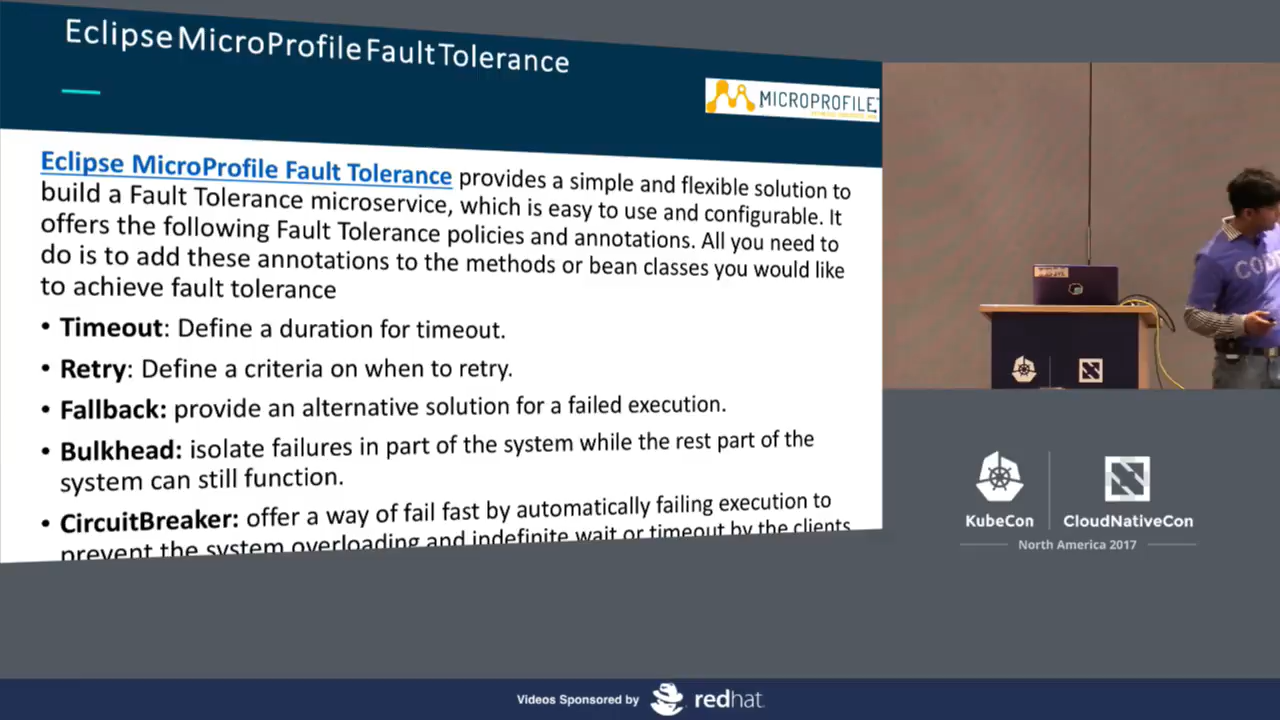 Eclipse MicroProfile Fault Tolerance
MICROPROFILE
Eclipse MicroProfile Fault Tolerance provides a simple and flexible solution to
build a Fault Tolerance microservice, which is easy to use and configurable. It
offers the following Fault Tolerance policies and annotations. All you need to
do is to add these annotations to the methods or bean classes you would like
to achieve fault tolerance
• Timeout: Define a duration for timeout.
• Retry: Define a criteria on when to retry.
• Fallback: provide an alternative solution for a failed execution.
• Bulkhead: isolate failures in part of the system while the rest part of the
system can still function.
• CircuitBreaker: offer a way of fail fast by automatically failing execution to
prevent the system overloading and indefinite wait or timeout by the clients
COD
KubeCon
CloudNativeCon
North America 2017
Videos Sponsored by
redhat